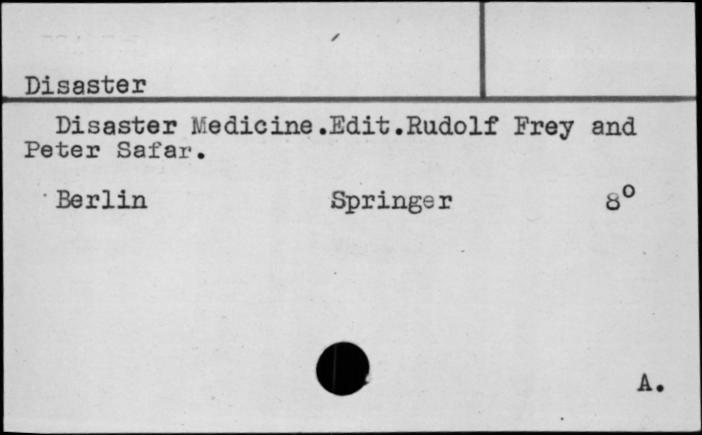 Disaster
Disaster Medicine.Edit.Rudolf Frey and
Peter Safar.
Berlin Springer 8°
A.